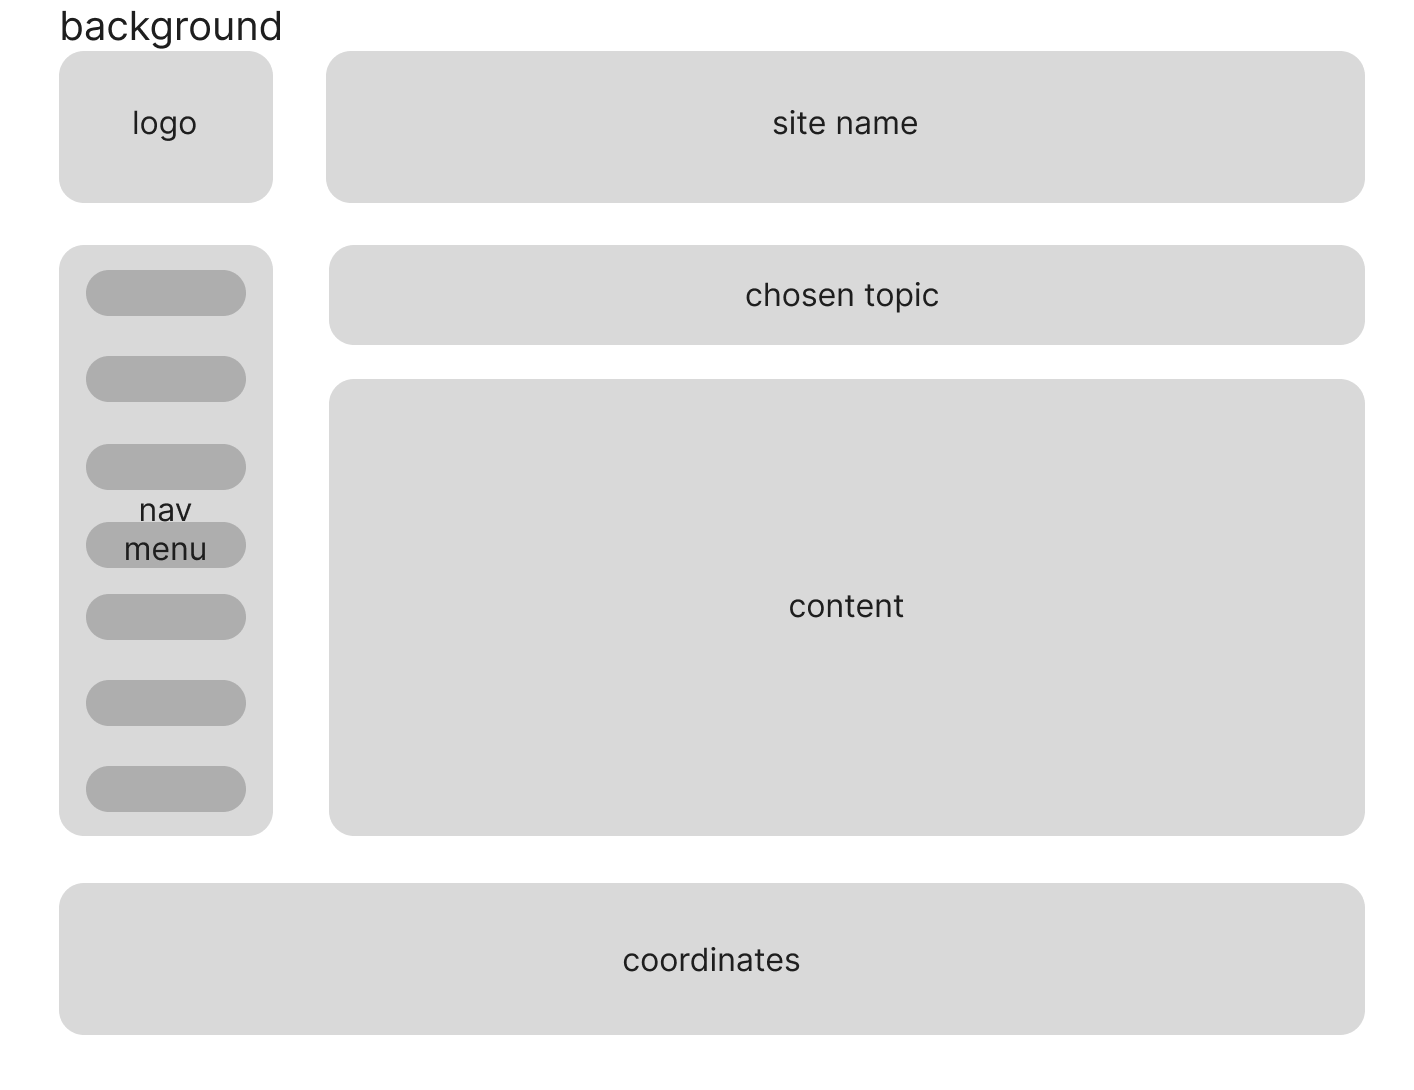 background
logo
site name
chosen topic
nav
menu
content
coordinates